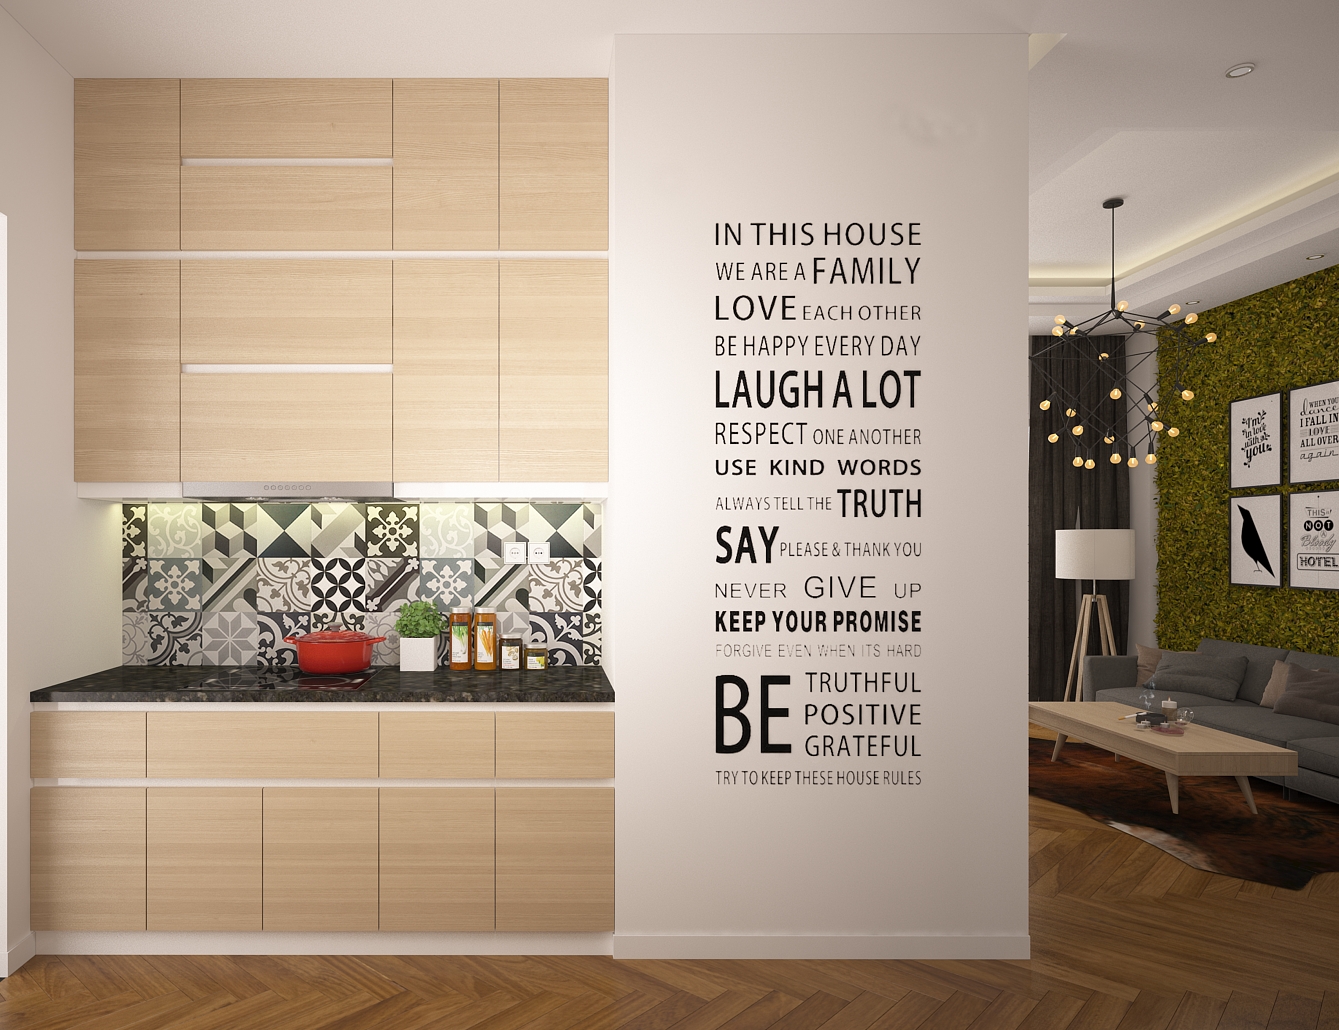 IN THIS HOUSE
WE ARE A FAMILY
LOVE EACH OTHER
BE HAPPY EVERY DAY
LAUGH A LOT
RESPECT ONE ANOTHER
USE KIND WORDS
ALWAYS TELL THE TRUTH
SAY PLEASE & THANK YOU
NEVER GIVE UP
KEEP YOUR PROMISE
FORGIVE EVEN WHEN ITS HARD
BE TRUTHFUL
POSITIVE
GRATEFUL
TRY TO KEEP THESE HOUSE RULES
I'm
in love
with
you
WHEN YOU
dance
I FALL IN
LOVE
ALL OVER
again
THIS is
NOT
a
Bloody
HOTEL